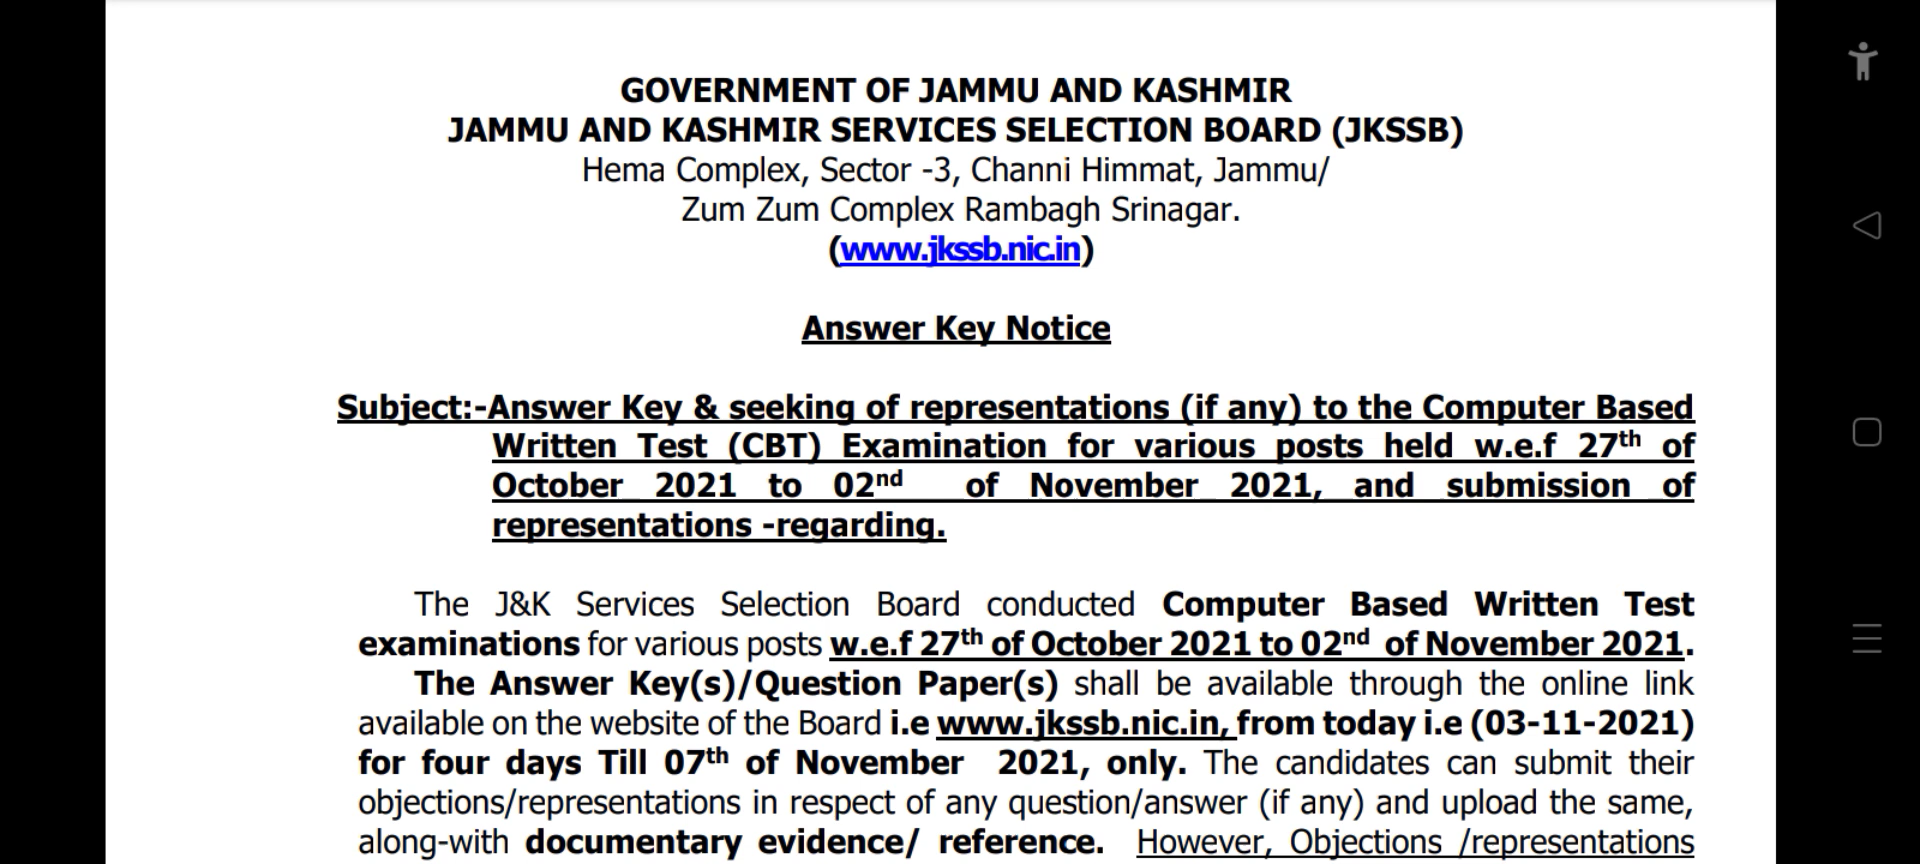 GOVERNMENT OF JAMMU AND KASHMIR
JAMMU AND KASHMIR SERVICES SELECTION BOARD (JKSSB)
Hema Complex, Sector -3, Channi Himmat, Jammu/
Zum Zum Complex Rambagh Srinagar.
(www.jkssb.nic.in)
Answer Key Notice
Subject:-Answer Key & seeking of representations (if any) to the Computer Based
Written Test (CBT) Examination for various posts held w.e.f 27th of
October 2021 to 02nd of November 2021, and submission of
representations -regarding.
The J&K Services Selection Board conducted Computer Based Written Test
examinations for various posts w.e.f 27th of October 2021 to 02nd of November 2021.
The Answer Key(s)/Question Paper(s) shall be available through the online link
available on the website of the Board i.e www.jkssb.nic.in, from today i.e (03-11-2021)
for four days Till 07th of November 2021, only. The candidates can submit their
objections/representations in respect of any question/answer (if any) and upload the same,
along-with documentary evidence/ reference. However, Objections /representations